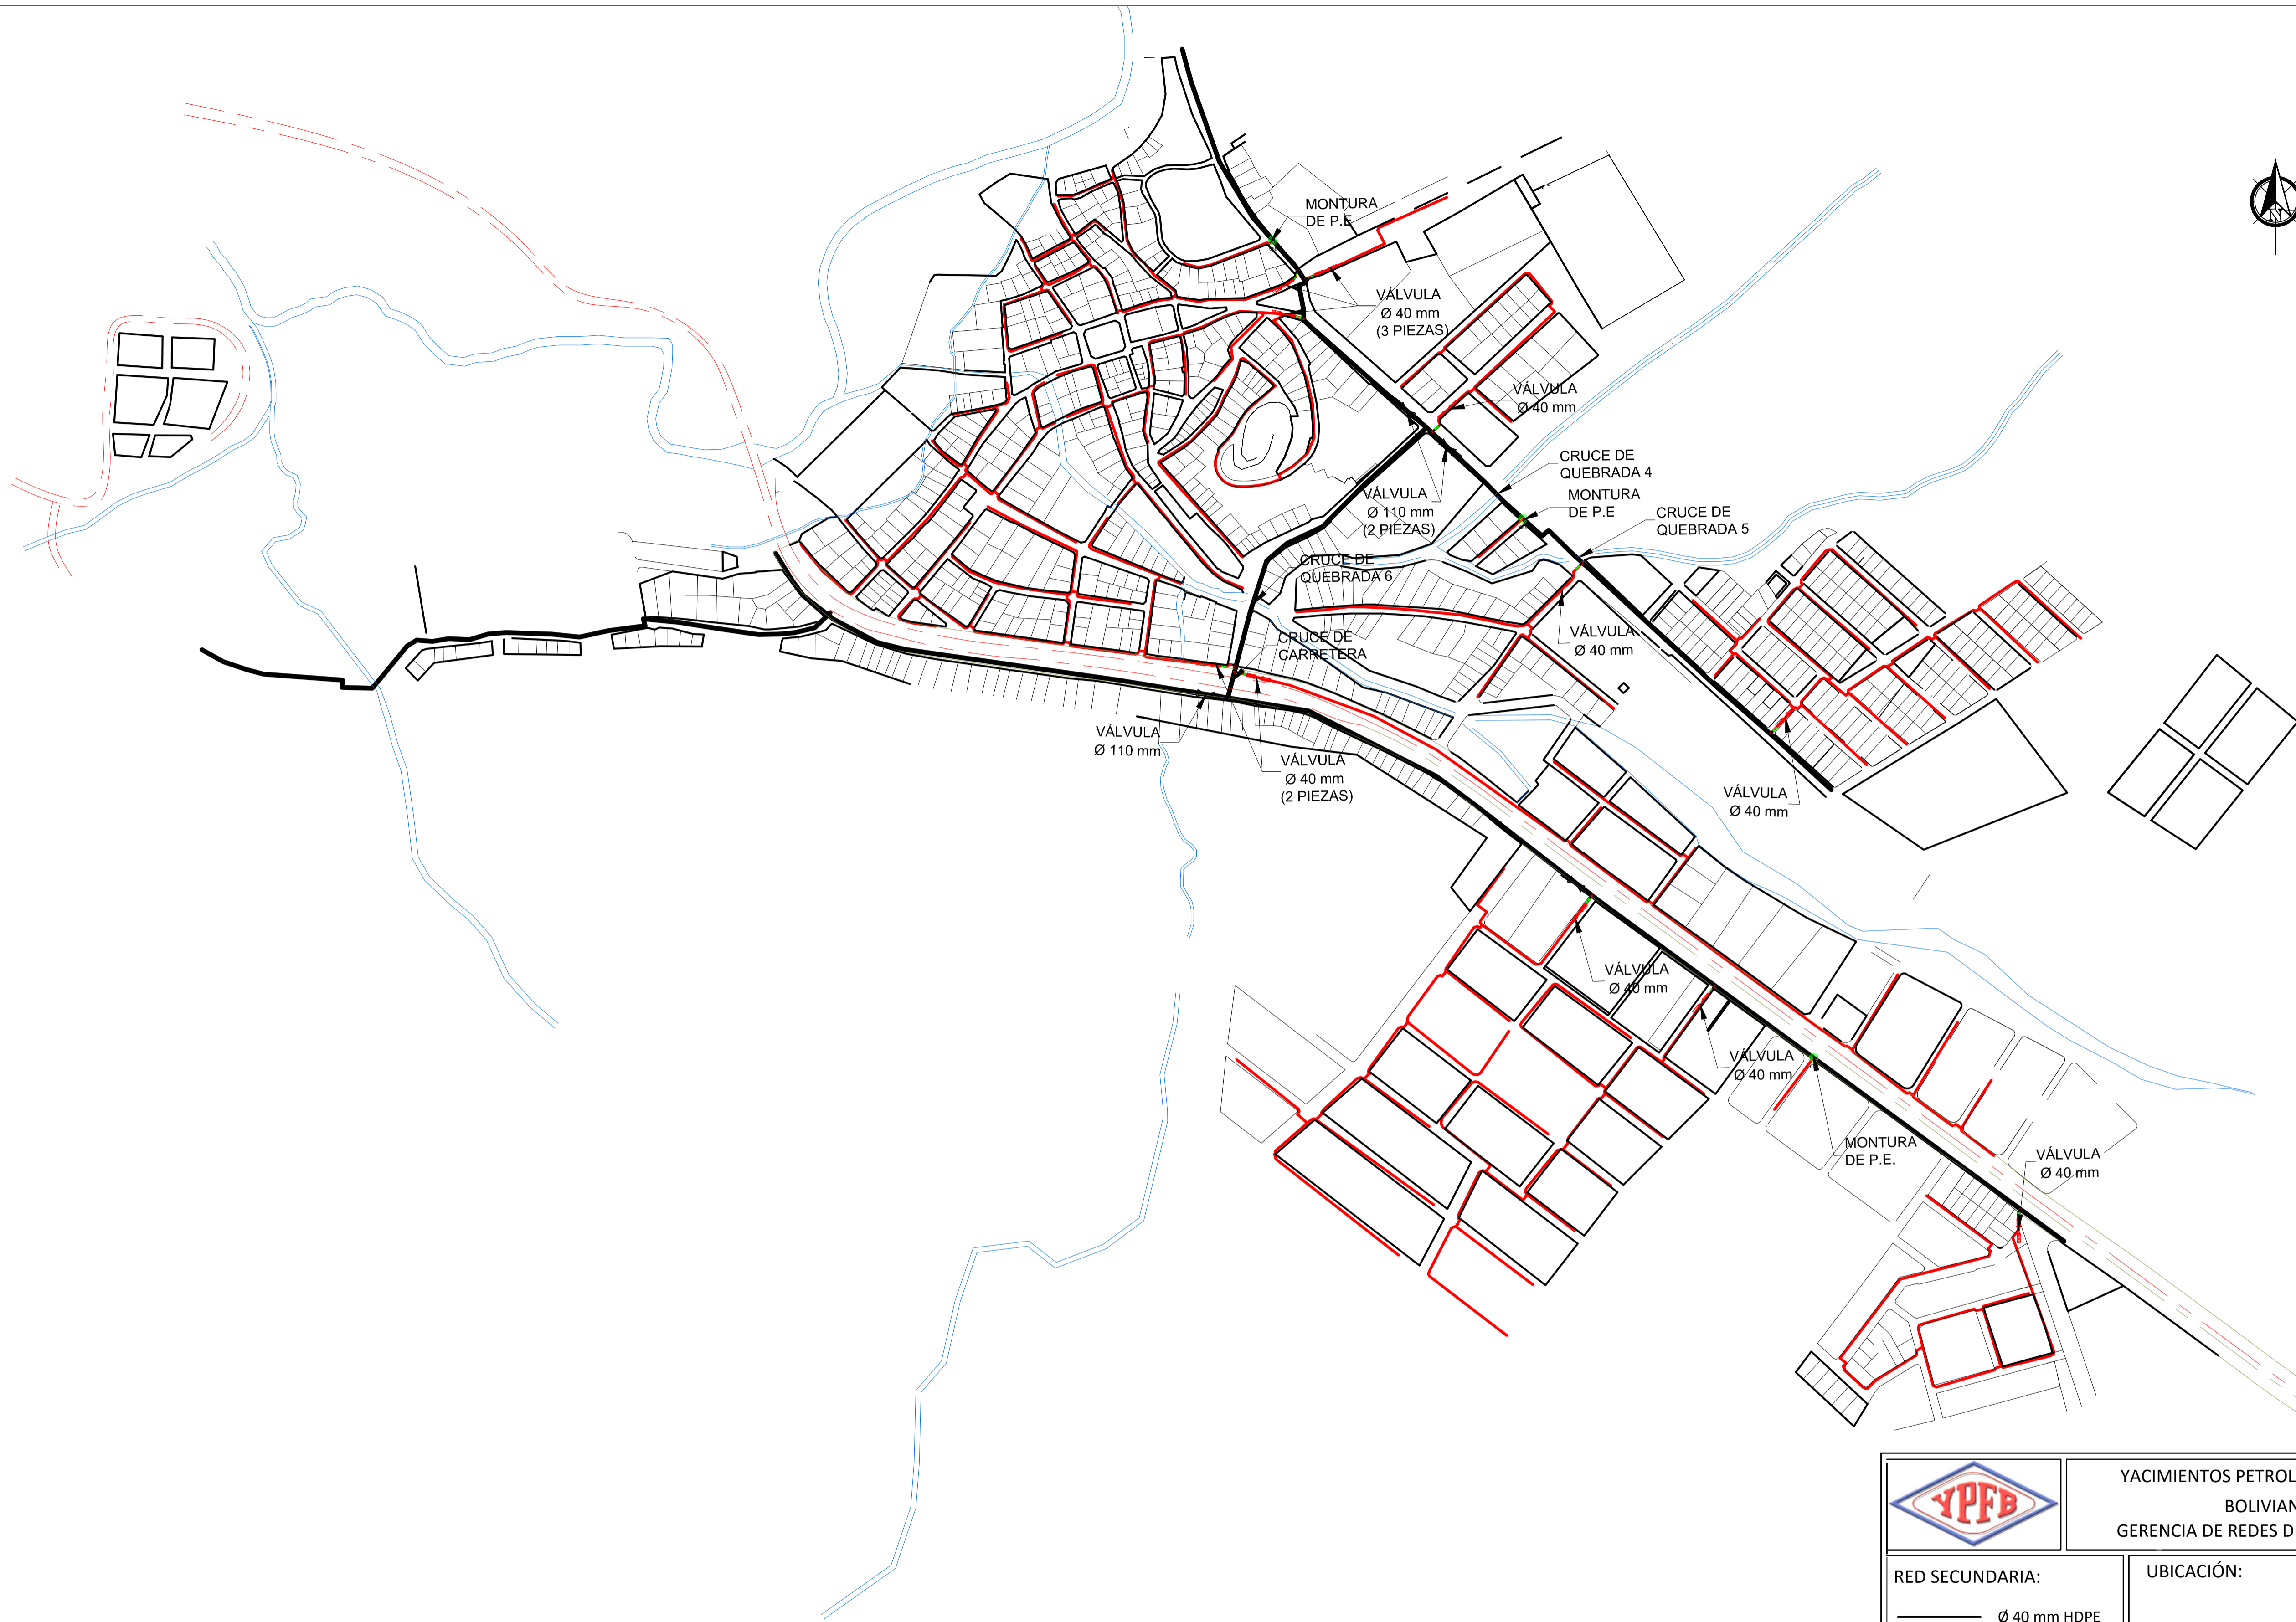 MONTURA
DE P.E
VÁLVULA
Ø 40 mm
(3 PIEZAS)
VÁLVULA
Ø 40 mm
CRUCE DE
QUEBRADA 4
MONTURA
DE P.E
CRUCE DE
QUEBRADA 5
VÁLVULA
Ø 110 mm
(2 PIEZAS)
CRUCE DE
QUEBRADA 6
VÁLVULA
Ø 40 mm
CRUCE DE
CARRETERA
VÁLVULA
Ø 110 mm
VÁLVULA
Ø 40 mm
(2 PIEZAS)
VÁLVULA
Ø 40 mm
VÁLVULA
Ø 40 mm
VÁLVULA
Ø 40 mm
MONTURA
DE P.E.
VÁLVULA
Ø 40 mm
N
YPFB
YACIMIENTOS PETROL
BOLIVIAN
GERENCIA DE REDES D
RED SECUNDARIA:
UBICACIÓN:
Ø 40 mm HDPE